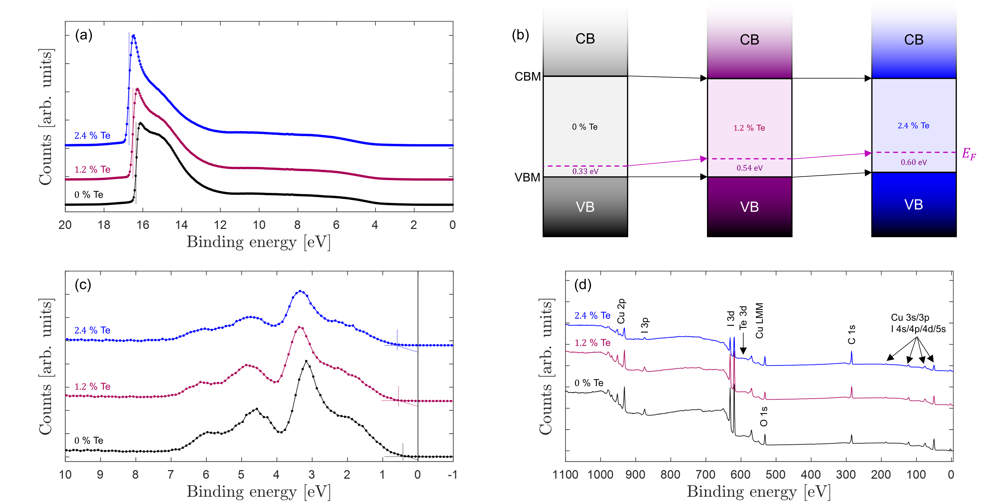 (a)
Counts [arb. units]
2.4 % Te
1.2 % Te
0 % Te
20 18 16 14 12 10 8 6 4 2 0
Binding energy [eV]
(b)
CB CB CB
CBM
0 % Te 1.2 % Te 2.4 % Te
E_F
0.33 eV 0.54 eV 0.60 eV
VBM
VB VB VB
(c)
Counts [arb. units]
2.4 % Te
1.2 % Te
0 % Te
10 9 8 7 6 5 4 3 2 1 0 -1
Binding energy [eV]
(d)
Counts [arb. units]
2.4 % Te
1.2 % Te
0 % Te
Cu 2p
I 3p
I 3d
Te 3d
Cu LMM
O 1s
C 1s
Cu 3s/3p
I 4s/4p/4d/5s
1100 1000 900 800 700 600 500 400 300 200 100 0
Binding energy [eV]